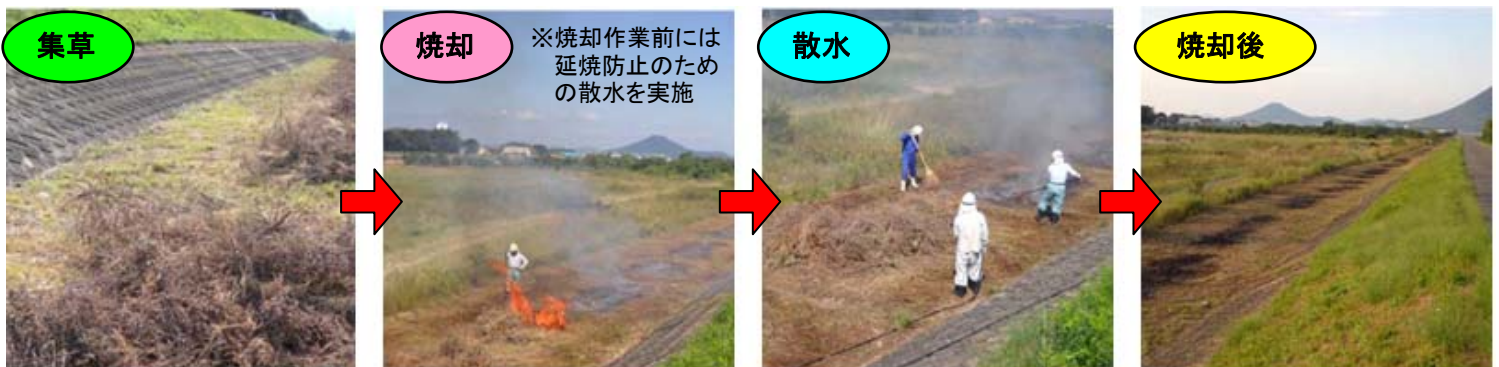 集草
焼却
※焼却作業前には
延焼防止のため
の散水を実施
散水
焼却後